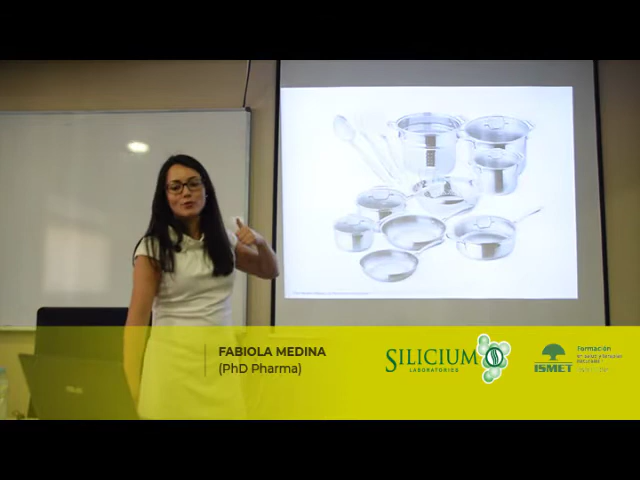 FABIOLA MEDINA
(PhD Pharma)
SILICIUM
LABORATORIES
ISMET
Formación